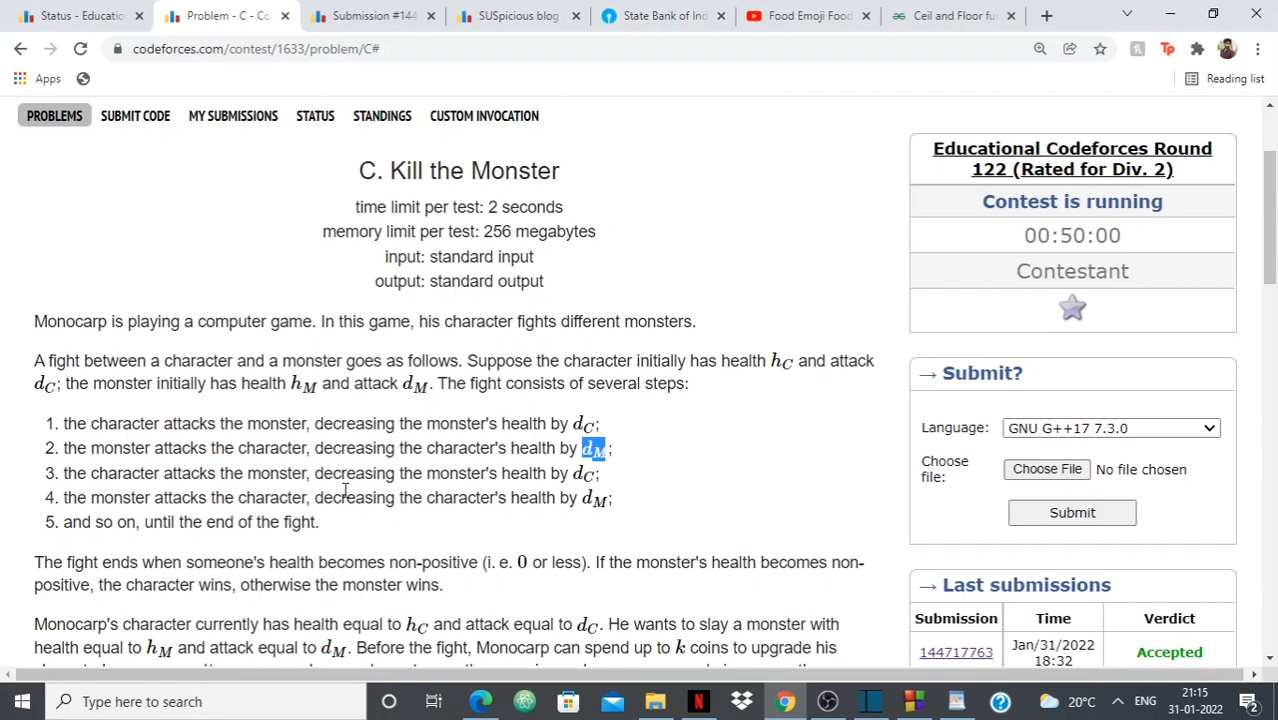 Status - Educatio
Problem - C - Co
Submission #144
SUSpicious blog
State Bank of Ind
Food Emoji Food
Ceil and Floor fun
codeforces.com/contest/1633/problem/C#
Apps
Reading list
PROBLEMS SUBMIT CODE MY SUBMISSIONS STATUS STANDINGS CUSTOM INVOCATION
C. Kill the Monster
time limit per test: 2 seconds
memory limit per test: 256 megabytes
input: standard input
output: standard output
Monocarp is playing a computer game. In this game, his character fights different monsters.
A fight between a character and a monster goes as follows. Suppose the character initially has health h_C and attack
d_C; the monster initially has health h_M and attack d_M. The fight consists of several steps:
1. the character attacks the monster, decreasing the monster's health by d_C;
2. the monster attacks the character, decreasing the character's health by d_M;
3. the character attacks the monster, decreasing the monster's health by d_C;
4. the monster attacks the character, decreasing the character's health by d_M;
5. and so on, until the end of the fight.
The fight ends when someone's health becomes non-positive (i. e. 0 or less). If the monster's health becomes non-
positive, the character wins, otherwise the monster wins.
Monocarp's character currently has health equal to h_C and attack equal to d_C. He wants to slay a monster with
health equal to h_M and attack equal to d_M. Before the fight, Monocarp can spend up to k coins to upgrade his
Educational Codeforces Round
122 (Rated for Div. 2)
Contest is running
00:50:00
Contestant
→ Submit?
Language: GNU G++17 7.3.0
Choose
file: Choose File No file chosen
Submit
→ Last submissions
Submission Time Verdict
144717763 Jan/31/2022
18:32 Accepted
Type here to search
20°C
ENG
21:15
31-01-2022